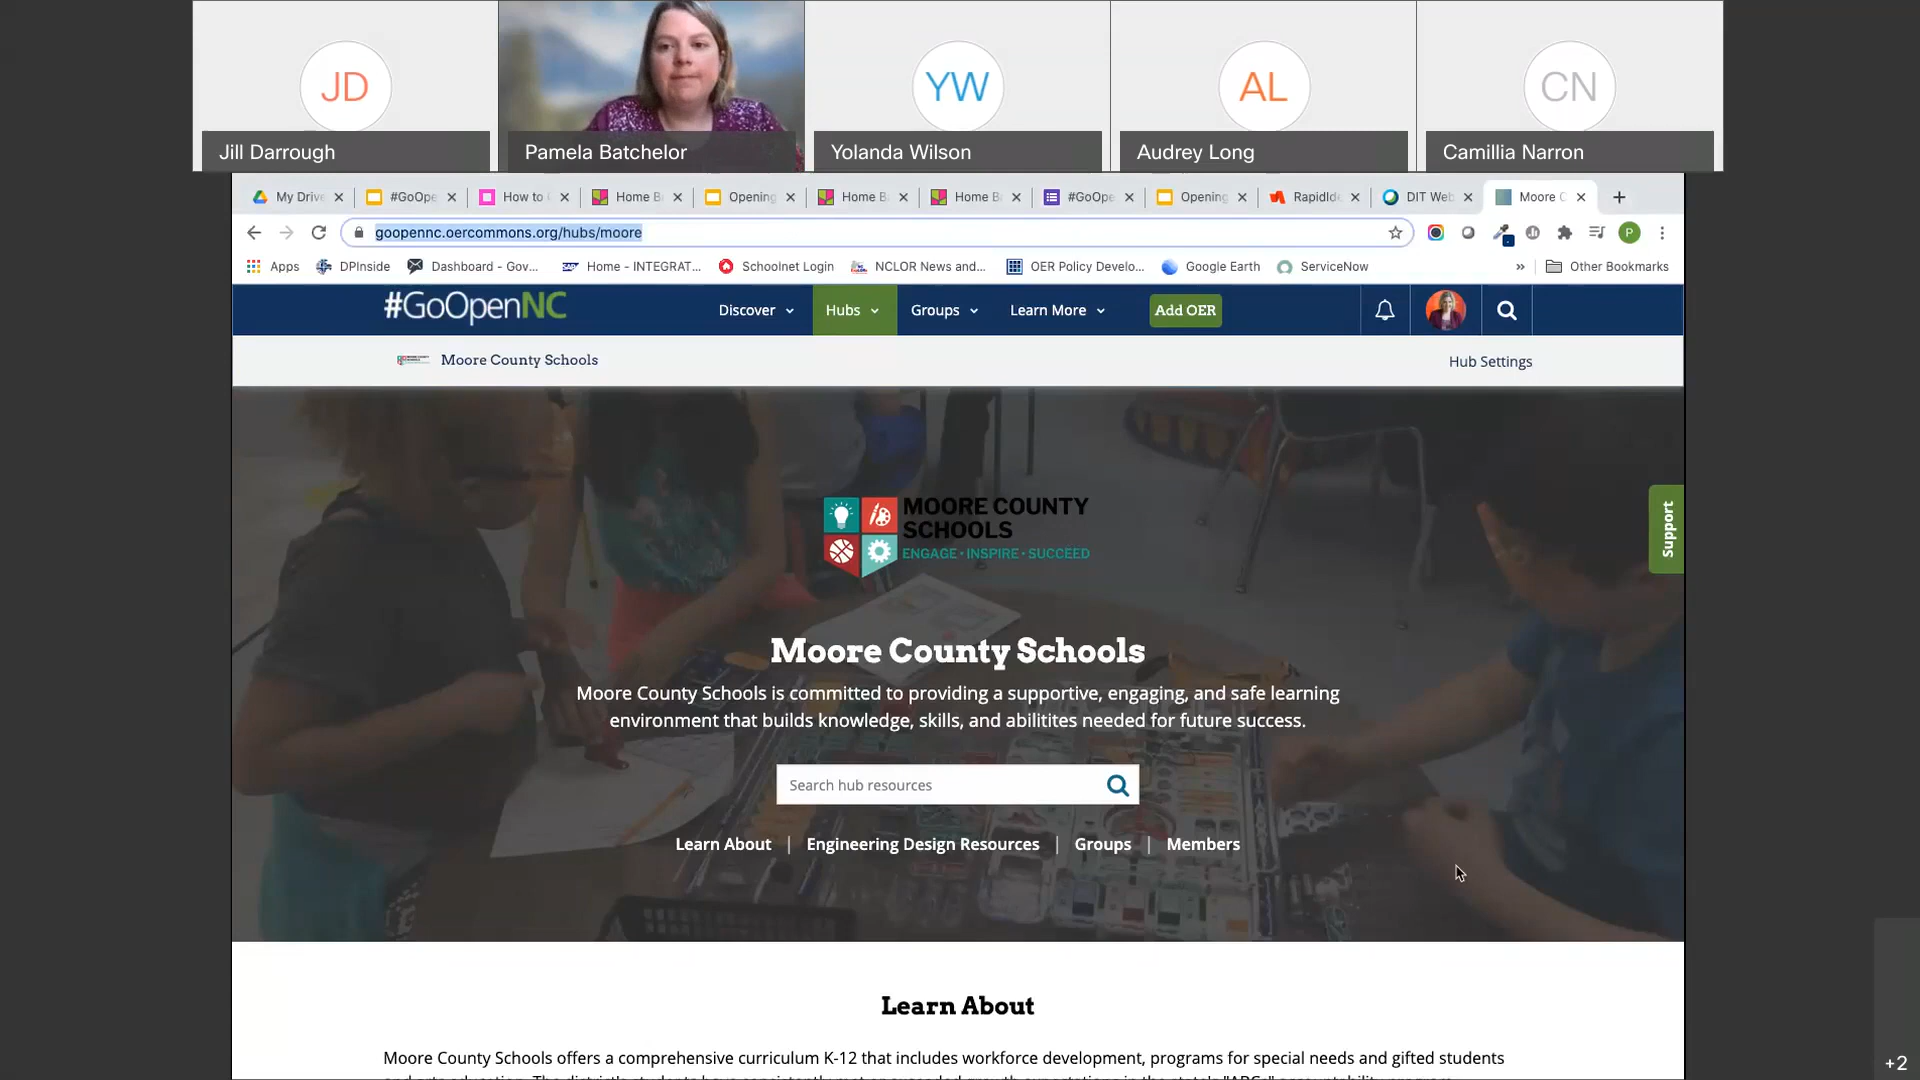 JD
YW
AL
CN
Jill Darrough
Pamela Batchelor
Yolanda Wilson
Audrey Long
Camillia Narron
My Drive
#GoOpe
How to
Home B
Opening
Home B
Home B
#GoOpe
Opening
RapidIde
DIT Web
Moore C
goopennc.oercommons.org/hubs/moore
P
Apps
DPInside
Dashboard - Gov...
Home - INTEGRAT...
Schoolnet Login
NCLOR News and...
OER Policy Develo...
Google Earth
ServiceNow
»
Other Bookmarks
#GoOpenNC
Discover
Hubs
Groups
Learn More
Add OER
Moore County Schools
Hub Settings
MOORE COUNTY
SCHOOLS
ENGAGE · INSPIRE · SUCCEED
Support
Moore County Schools
Moore County Schools is committed to providing a supportive, engaging, and safe learning
environment that builds knowledge, skills, and abilitites needed for future success.
Search hub resources
Learn About | Engineering Design Resources | Groups | Members
Learn About
Moore County Schools offers a comprehensive curriculum K-12 that includes workforce development, programs for special needs and gifted students
+2